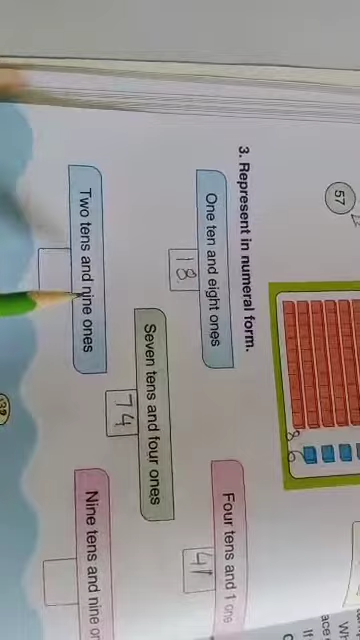 57
86
3. Represent in numeral form.
One ten and eight ones
18
Four tens and 1 one
41
Seven tens and four ones
74
Two tens and nine ones
Nine tens and nine